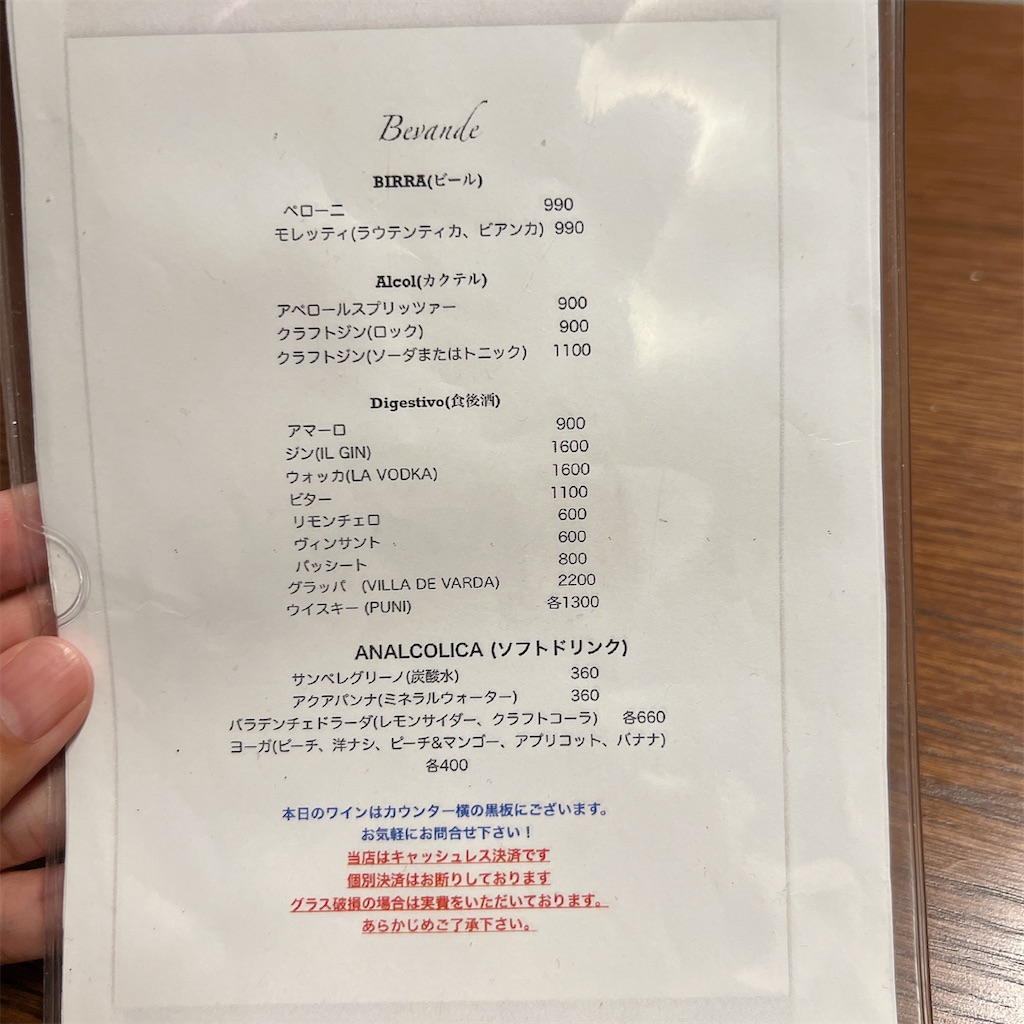 Bevande
BIRRA(ビール)
ペローニ 990
モレッティ(ラウテンティカ、ビアンカ) 990
Alcol(カクテル)
アペロールスプリッツァー 900
クラフトジン(ロック) 900
クラフトジン(ソーダまたはトニック) 1100
Digestivo(食後酒)
アマーロ 900
ジン(IL GIN) 1600
ウォッカ(LA VODKA) 1600
ビター 1100
リモンチェロ 600
ヴィンサント 600
パッシート 800
グラッパ (VILLA DE VARDA) 2200
ウイスキー (PUNI) 各1300
ANALCOLICA (ソフトドリンク)
サンペレグリーノ(炭酸水) 360
アクアパンナ(ミネラルウォーター) 360
バラデンチェドラーダ(レモンサイダー、クラフトコーラ) 各660
ヨーガ(ピーチ、洋ナシ、ピーチ&マンゴー、アプリコット、バナナ)
各400
本日のワインはカウンター横の黒板にございます。
お気軽にお問合せ下さい！
当店はキャッシュレス決済です
個別決済はお断りしております
グラス破損の場合は実費をいただいております。
あらかじめご了承下さい。